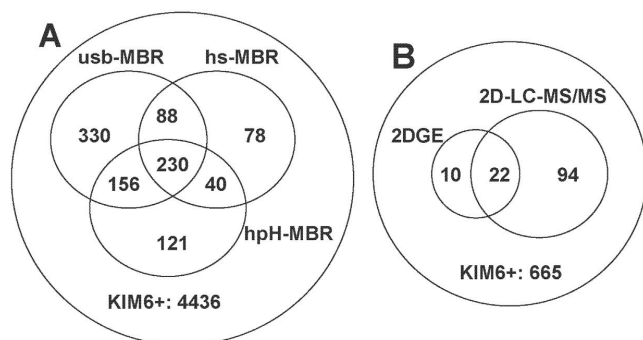 A
usb-MBR
hs-MBR
330
88
78
230
156
40
121
hpH-MBR
KIM6+: 4436
B
2D-LC-MS/MS
2DGE
10
22
94
KIM6+: 665